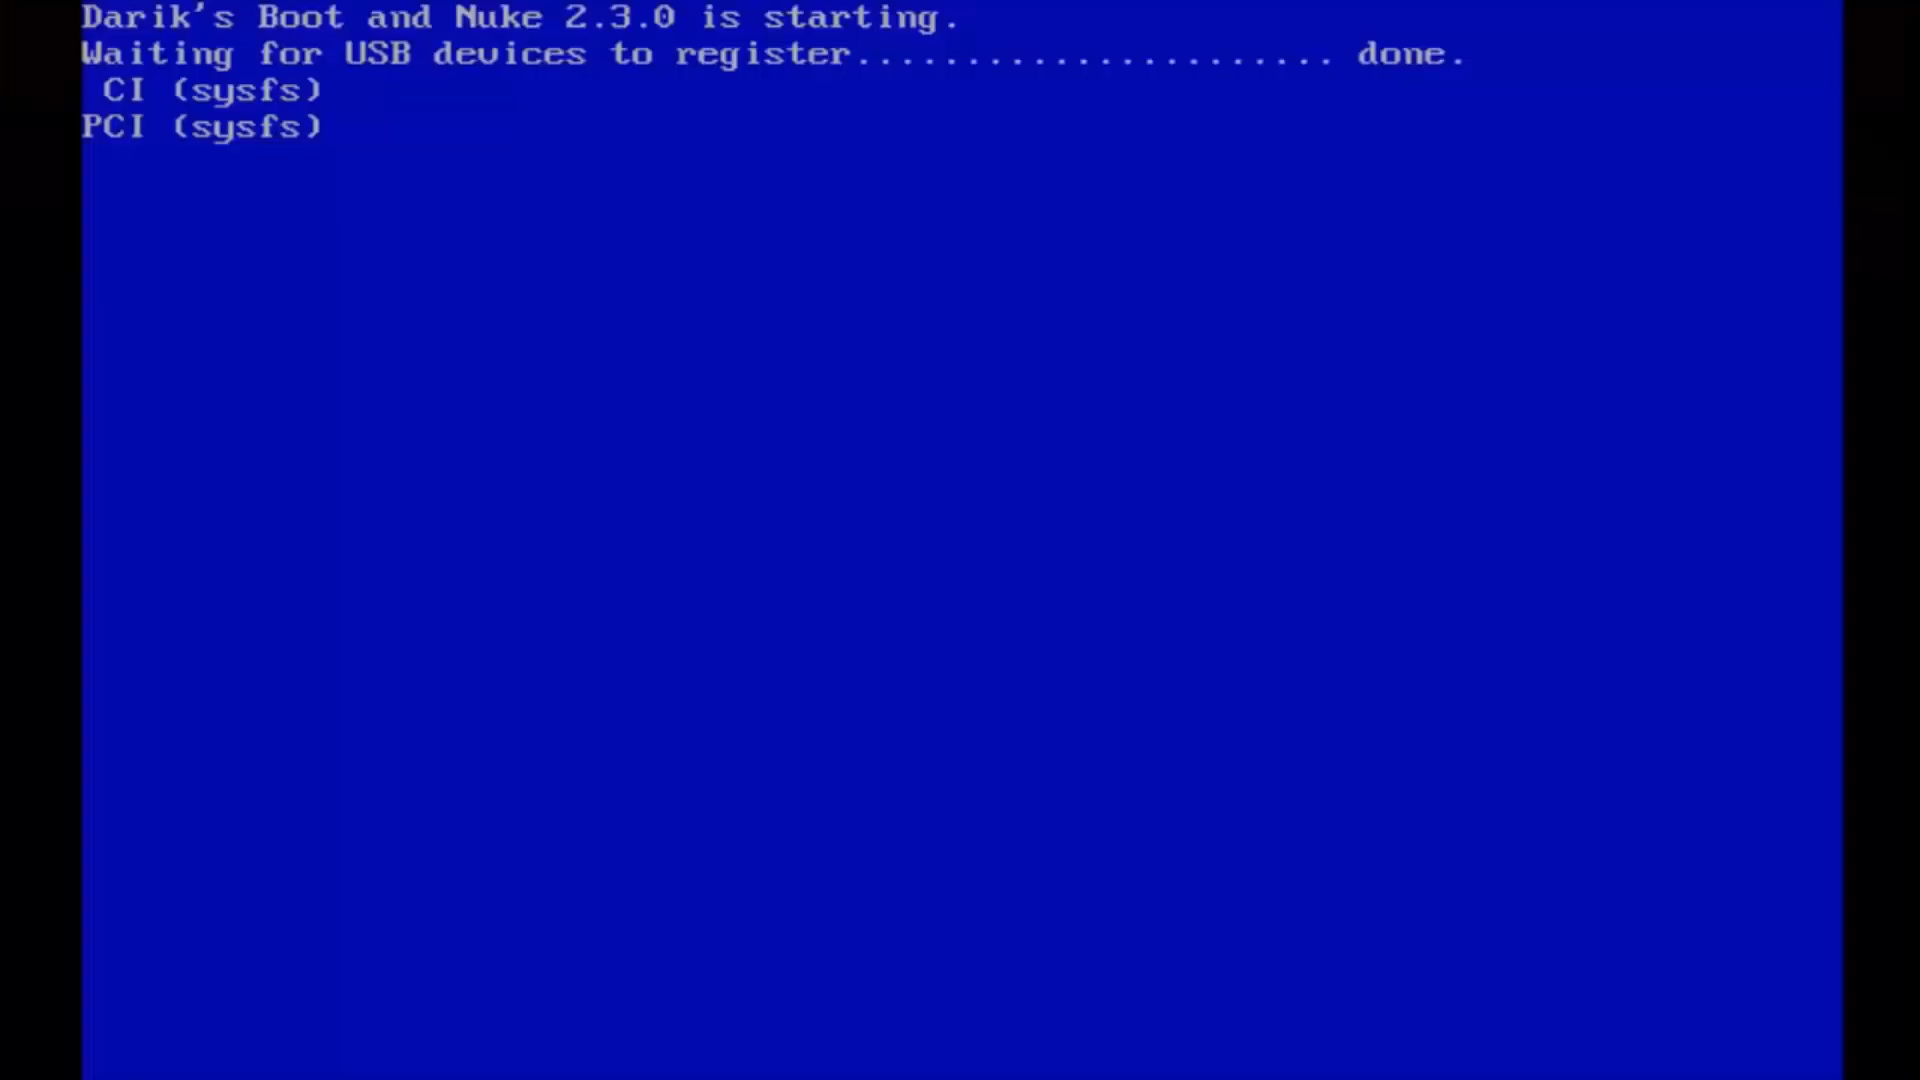 Darik's Boot and Nuke 2.3.0 is starting.
Waiting for USB devices to register...................... done.
 CI (sysfs)
PCI (sysfs)